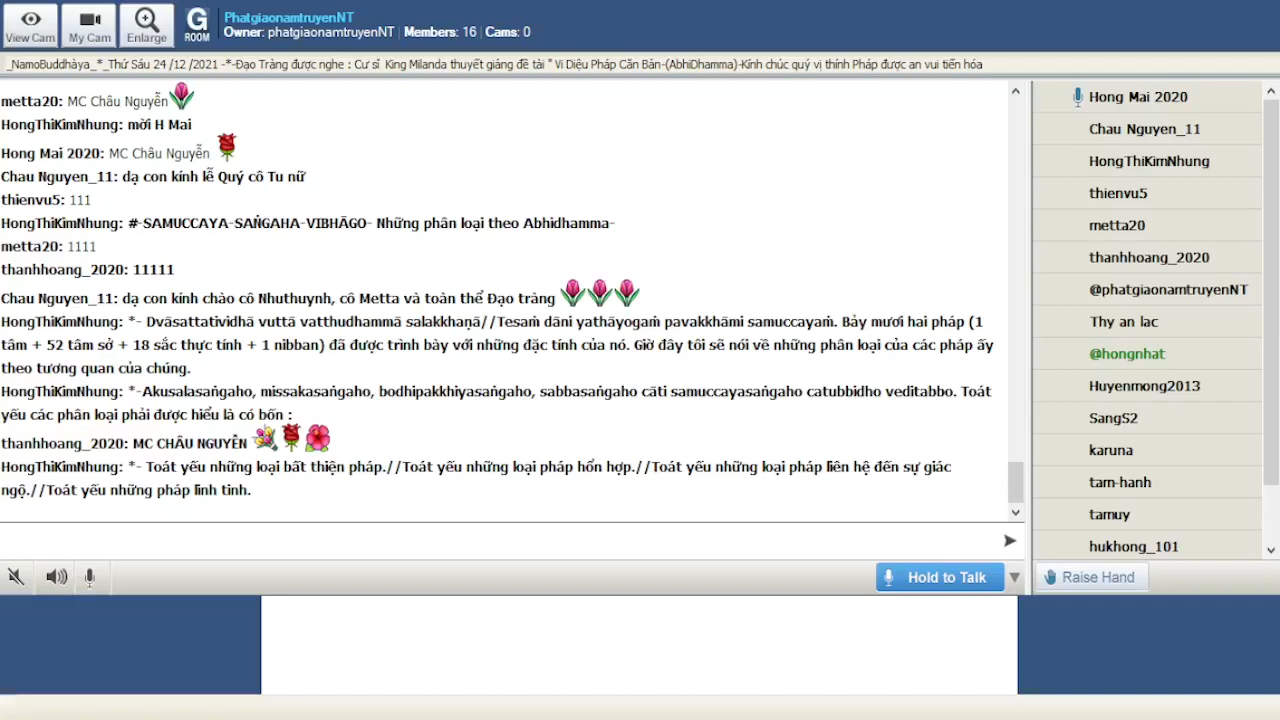 View Cam
My Cam
Enlarge
G
ROOM
PhatgiaonamtruyenNT
Owner: phatgiaonamtruyenNT | Members: 16 | Cams: 0
_NamoBuddhàya_*_Thứ Sáu 24 /12 /2021 -*-Đạo Tràng được nghe : Cư sĩ King Milanda thuyết giảng đề tài " Vi Diệu Pháp Căn Bản-(AbhiDhamma)-Kính chúc quý vị thính Pháp được an vui tiến hóa
metta20: MC Châu Nguyễn
HongThiKimNhung: mời H Mai
Hong Mai 2020: MC Châu Nguyễn
Chau Nguyen_11: dạ con kính lễ Quý cô Tu nữ
thienvu5: 111
HongThiKimNhung: #-SAMUCCAYA-SAṄGAHA-VIBHĀGO- Những phân loại theo Abhidhamma-
metta20: 1111
thanhhoang_2020: 11111
Chau Nguyen_11: dạ con kính chào cô Nhuthuynh, cô Metta và toàn thể Đạo tràng
HongThiKimNhung: *- Dvāsattatividhā vuttā vatthudhammā salakkhaṇā//Tesaṁ dāni yathāyogaṁ pavakkhāmi samuccayaṁ. Bảy mươi hai pháp (1
tâm + 52 tâm sở + 18 sắc thực tính + 1 nibban) đã được trình bày với những đặc tính của nó. Giờ đây tôi sẽ nói về những phân loại của các pháp ấy
theo tương quan của chúng.
HongThiKimNhung: *-Akusalasaṅgaho, missakasaṅgaho, bodhipakkhiyasaṅgaho, sabbasaṅgaho cāti samuccayasaṅgaho catubbidho veditabbo. Toát
yếu các phân loại phải được hiểu là có bốn :
thanhhoang_2020: MC CHÂU NGUYỄN
HongThiKimNhung: *- Toát yếu những loại bất thiện pháp.//Toát yếu những loại pháp hổn hợp.//Toát yếu những loại pháp liên hệ đến sự giác
ngộ.//Toát yếu những pháp linh tinh.
Hold to Talk
Hong Mai 2020
Chau Nguyen_11
HongThiKimNhung
thienvu5
metta20
thanhhoang_2020
@phatgiaonamtruyenNT
Thy an lac
@hongnhat
Huyenmong2013
SangS2
karuna
tam-hanh
tamuy
hukhong_101
Raise Hand